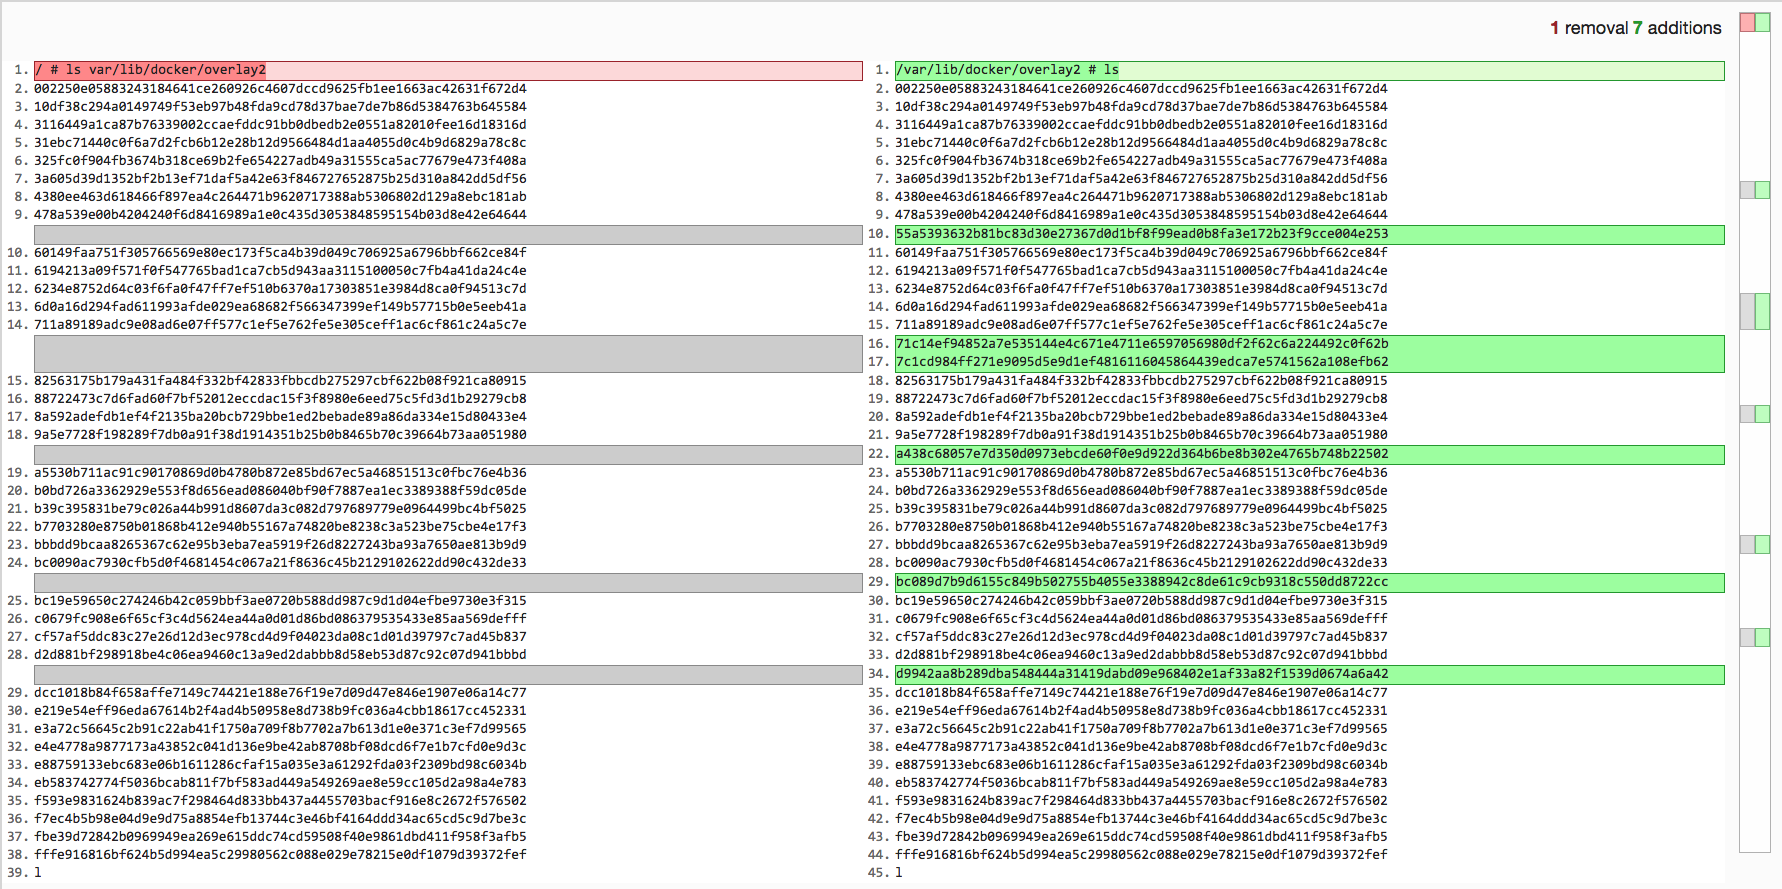 1 removal 7 additions
1. / # ls var/lib/docker/overlay2
2. 002250e05883243184641ce260926c4607dccd9625fb1ee1663ac42631f672d4
3. 10df38c294a0149749f53eb97b48fda9cd78d37bae7de7b86d5384763b645584
4. 3116449a1ca87b76339002ccaefddc91bb0dbedb2e0551a82010fee16d18316d
5. 31ebc71440c0f6a7d2fcb6b12e28b12d9566484d1aa4055d0c4b9d6829a78c8c
6. 325fc0f904fb3674b318ce69b2fe654227adb49a31555ca5ac77679e473f408a
7. 3a605d39d1352bf2b13ef71daf5a42e63f846727652875b25d310a842dd5df56
8. 4380ee463d618466f897ea4c264471b9620717388ab5306802d129a8ebc181ab
9. 478a539e00b4204240f6d8416989a1e0c435d3053848595154b03d8e42e64644
10. 60149faa751f305766569e80ec173f5ca4b39d049c706925a6796bbf662ce84f
11. 6194213a09f571f0f547765bad1ca7cb5d943aa3115100050c7fb4a41da24c4e
12. 6234e8752d64c03f6fa0f47ff7ef510b6370a17303851e3984d8ca0f94513c7d
13. 6d0a16d294fad611993afde029ea68682f566347399ef149b57715b0e5eeb41a
14. 711a89189adc9e08ad6e07ff577c1ef5e762fe5e305ceff1ac6cf861c24a5c7e
15. 82563175b179a431fa484f332bf42833fbbcdb275297cbf622b08f921ca80915
16. 88722473c7d6fad60f7bf52012eccdac15f3f8980e6eed75c5fd3d1b29279cb8
17. 8a592adefdb1ef4f2135ba20bcb729bbe1ed2bebade89a86da334e15d80433e4
18. 9a5e7728f198289f7db0a91f38d1914351b25b0b8465b70c39664b73aa051980
19. a5530b711ac91c90170869d0b4780b872e85bd67ec5a46851513c0fbc76e4b36
20. b0bd726a3362929e553f8d656ead086040bf90f7887ea1ec3389388f59dc05de
21. b39c395831be79c026a44b991d8607da3c082d797689779e0964499bc4bf5025
22. b7703280e8750b01868b412e940b55167a74820be8238c3a523be75cbe4e17f3
23. bbbdd9bcaa8265367c62e95b3eba7ea5919f26d8227243ba93a7650ae813b9d9
24. bc0090ac7930cfb5d0f4681454c067a21f8636c45b2129102622dd90c432de33
25. bc19e59650c274246b42c059bbf3ae0720b588dd987c9d1d04efbe9730e3f315
26. c0679fc908e6f65cf3c4d5624ea44a0d01d86bd086379535433e85aa569defff
27. cf57af5ddc83c27e26d12d3ec978cd4d9f04023da08c1d01d39797c7ad45b837
28. d2d881bf298918be4c06ea9460c13a9ed2dabbb8d58eb53d87c92c07d941bbbd
29. dcc1018b84f658affe7149c74421e188e76f19e7d09d47e846e1907e06a14c77
30. e219e54eff96eda67614b2f4ad4b50958e8d738b9fc036a4cbb18617cc452331
31. e3a72c56645c2b91c22ab41f1750a709f8b7702a7b613d1e0e371c3ef7d99565
32. e4e4778a9877173a43852c041d136e9be42ab8708bf08dcd6f7e1b7cfd0e9d3c
33. e88759133ebc683e06b1611286cfaf15a035e3a61292fda03f2309bd98c6034b
34. eb583742774f5036bcab811f7bf583ad449a549269ae8e59cc105d2a98a4e783
35. f593e9831624b839ac7f298464d833bb437a4455703bacf916e8c2672f576502
36. f7ec4b5b98e04d9e9d75a8854efb13744c3e46bf4164ddd34ac65cd5c9d7be3c
37. fbe39d72842b0969949ea269e615ddc74cd59508f40e9861dbd411f958f3afb5
38. fffe916816bf624b5d994ea5c29980562c088e029e78215e0df1079d39372fef
39. l
1. /var/lib/docker/overlay2 # ls
2. 002250e05883243184641ce260926c4607dccd9625fb1ee1663ac42631f672d4
3. 10df38c294a0149749f53eb97b48fda9cd78d37bae7de7b86d5384763b645584
4. 3116449a1ca87b76339002ccaefddc91bb0dbedb2e0551a82010fee16d18316d
5. 31ebc71440c0f6a7d2fcb6b12e28b12d9566484d1aa4055d0c4b9d6829a78c8c
6. 325fc0f904fb3674b318ce69b2fe654227adb49a31555ca5ac77679e473f408a
7. 3a605d39d1352bf2b13ef71daf5a42e63f846727652875b25d310a842dd5df56
8. 4380ee463d618466f897ea4c264471b9620717388ab5306802d129a8ebc181ab
9. 478a539e00b4204240f6d8416989a1e0c435d3053848595154b03d8e42e64644
10. 55a5393632b81bc83d30e27367d0d1bf8f99ead0b8fa3e172b23f9cce004e253
11. 60149faa751f305766569e80ec173f5ca4b39d049c706925a6796bbf662ce84f
12. 6194213a09f571f0f547765bad1ca7cb5d943aa3115100050c7fb4a41da24c4e
13. 6234e8752d64c03f6fa0f47ff7ef510b6370a17303851e3984d8ca0f94513c7d
14. 6d0a16d294fad611993afde029ea68682f566347399ef149b57715b0e5eeb41a
15. 711a89189adc9e08ad6e07ff577c1ef5e762fe5e305ceff1ac6cf861c24a5c7e
16. 71c14ef94852a7e535144e4c671e4711e6597056980df2f62c6a224492c0f62b
17. 7c1cd984ff271e9095d5e9d1ef4816116045864439edca7e5741562a108efb62
18. 82563175b179a431fa484f332bf42833fbbcdb275297cbf622b08f921ca80915
19. 88722473c7d6fad60f7bf52012eccdac15f3f8980e6eed75c5fd3d1b29279cb8
20. 8a592adefdb1ef4f2135ba20bcb729bbe1ed2bebade89a86da334e15d80433e4
21. 9a5e7728f198289f7db0a91f38d1914351b25b0b8465b70c39664b73aa051980
22. a438c68057e7d350d0973ebcde60f0e9d922d364b6be8b302e4765b748b22502
23. a5530b711ac91c90170869d0b4780b872e85bd67ec5a46851513c0fbc76e4b36
24. b0bd726a3362929e553f8d656ead086040bf90f7887ea1ec3389388f59dc05de
25. b39c395831be79c026a44b991d8607da3c082d797689779e0964499bc4bf5025
26. b7703280e8750b01868b412e940b55167a74820be8238c3a523be75cbe4e17f3
27. bbbdd9bcaa8265367c62e95b3eba7ea5919f26d8227243ba93a7650ae813b9d9
28. bc0090ac7930cfb5d0f4681454c067a21f8636c45b2129102622dd90c432de33
29. bc089d7b9d6155c849b502755b4055e3388942c8de61c9cb9318c550dd8722cc
30. bc19e59650c274246b42c059bbf3ae0720b588dd987c9d1d04efbe9730e3f315
31. c0679fc908e6f65cf3c4d5624ea44a0d01d86bd086379535433e85aa569defff
32. cf57af5ddc83c27e26d12d3ec978cd4d9f04023da08c1d01d39797c7ad45b837
33. d2d881bf298918be4c06ea9460c13a9ed2dabbb8d58eb53d87c92c07d941bbbd
34. d9942aa8b289dba548444a31419dabd09e968402e1af33a82f1539d0674a6a42
35. dcc1018b84f658affe7149c74421e188e76f19e7d09d47e846e1907e06a14c77
36. e219e54eff96eda67614b2f4ad4b50958e8d738b9fc036a4cbb18617cc452331
37. e3a72c56645c2b91c22ab41f1750a709f8b7702a7b613d1e0e371c3ef7d99565
38. e4e4778a9877173a43852c041d136e9be42ab8708bf08dcd6f7e1b7cfd0e9d3c
39. e88759133ebc683e06b1611286cfaf15a035e3a61292fda03f2309bd98c6034b
40. eb583742774f5036bcab811f7bf583ad449a549269ae8e59cc105d2a98a4e783
41. f593e9831624b839ac7f298464d833bb437a4455703bacf916e8c2672f576502
42. f7ec4b5b98e04d9e9d75a8854efb13744c3e46bf4164ddd34ac65cd5c9d7be3c
43. fbe39d72842b0969949ea269e615ddc74cd59508f40e9861dbd411f958f3afb5
44. fffe916816bf624b5d994ea5c29980562c088e029e78215e0df1079d39372fef
45. l